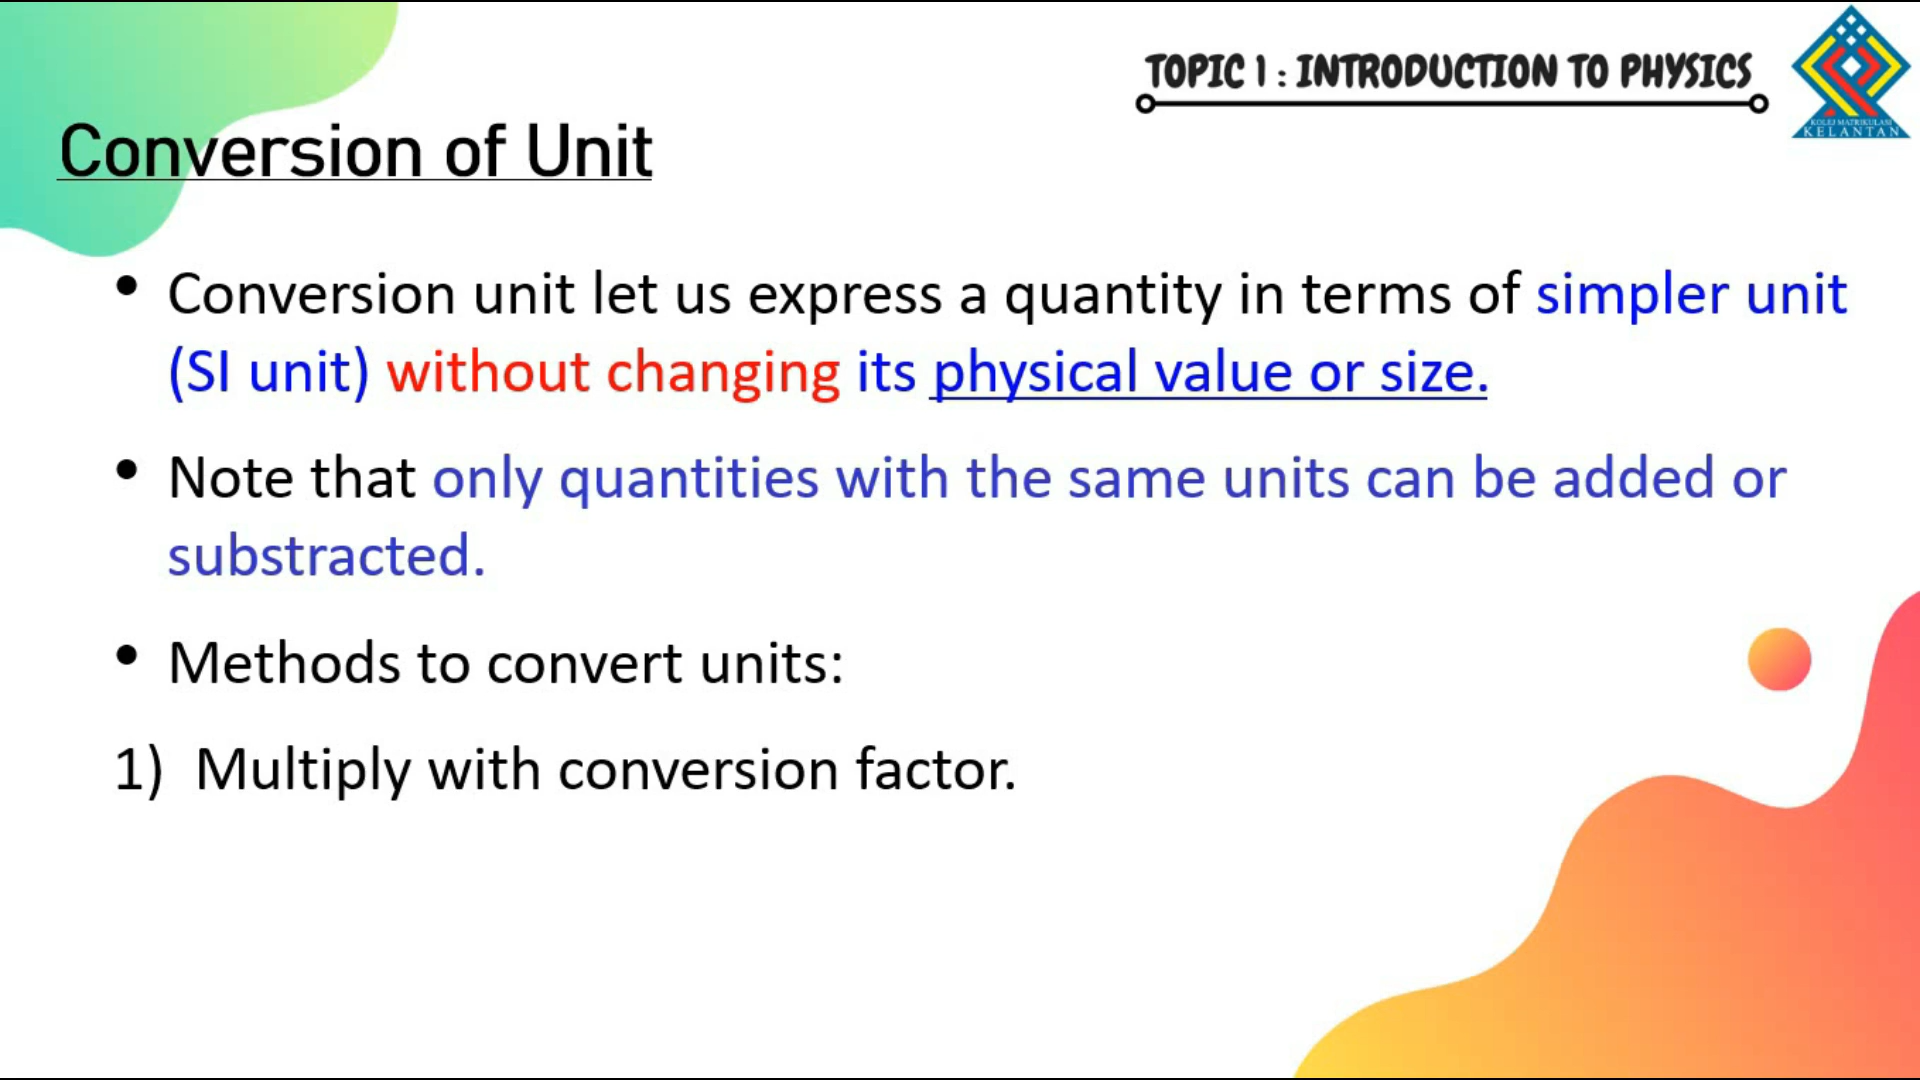 TOPIC 1 : INTRODUCTION TO PHYSICS
KOLEJ MATRIKULASI
KELANTAN
Conversion of Unit
• Conversion unit let us express a quantity in terms of simpler unit
(SI unit) without changing its physical value or size.
• Note that only quantities with the same units can be added or
substracted.
• Methods to convert units:
1) Multiply with conversion factor.